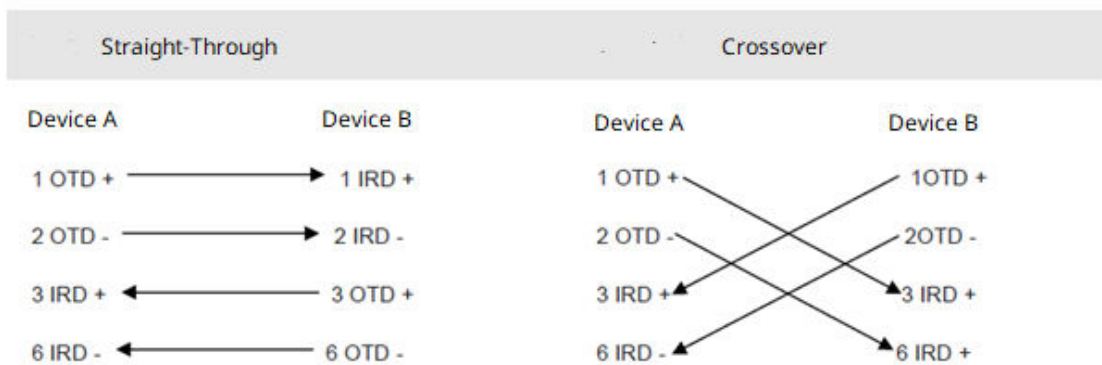 Straight-Through Crossover
Device A Device B Device A Device B
1 OTD + 1 IRD + 1 OTD + 1OTD +
2 OTD - 2 IRD - 2 OTD - 2OTD -
3 IRD + 3 OTD + 3 IRD + 3 IRD +
6 IRD - 6 OTD - 6 IRD - 6 IRD +